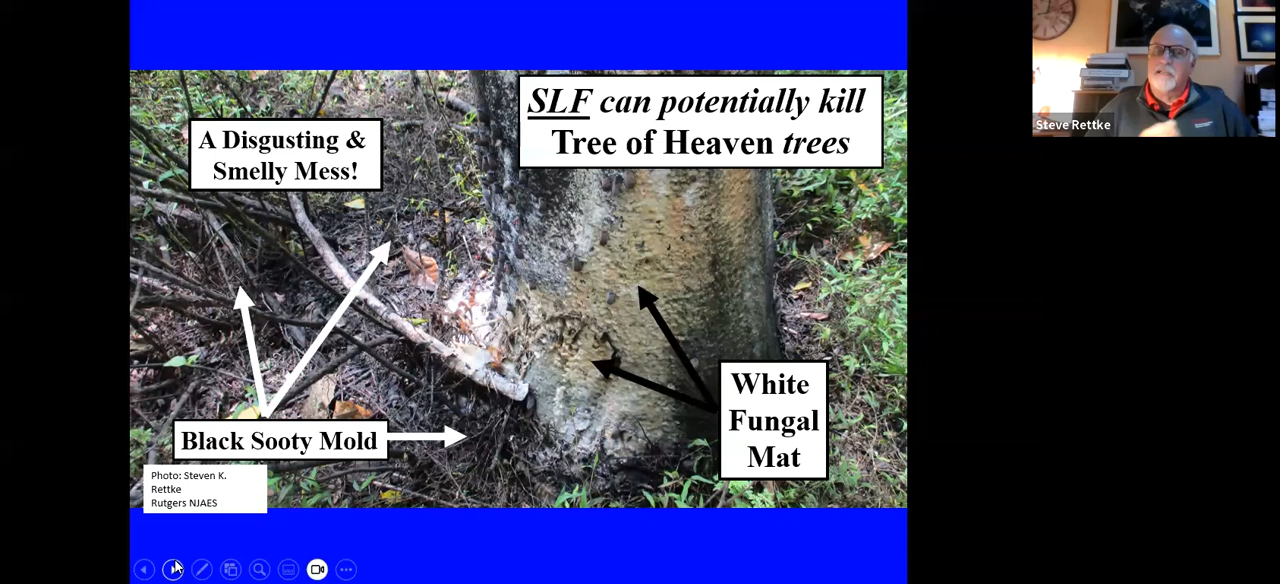 SLF can potentially kill
Tree of Heaven trees
A Disgusting &
Smelly Mess!
Steve Rettke
White
Fungal
Mat
Black Sooty Mold
Photo: Steven K.
Rettke
Rutgers NJAES